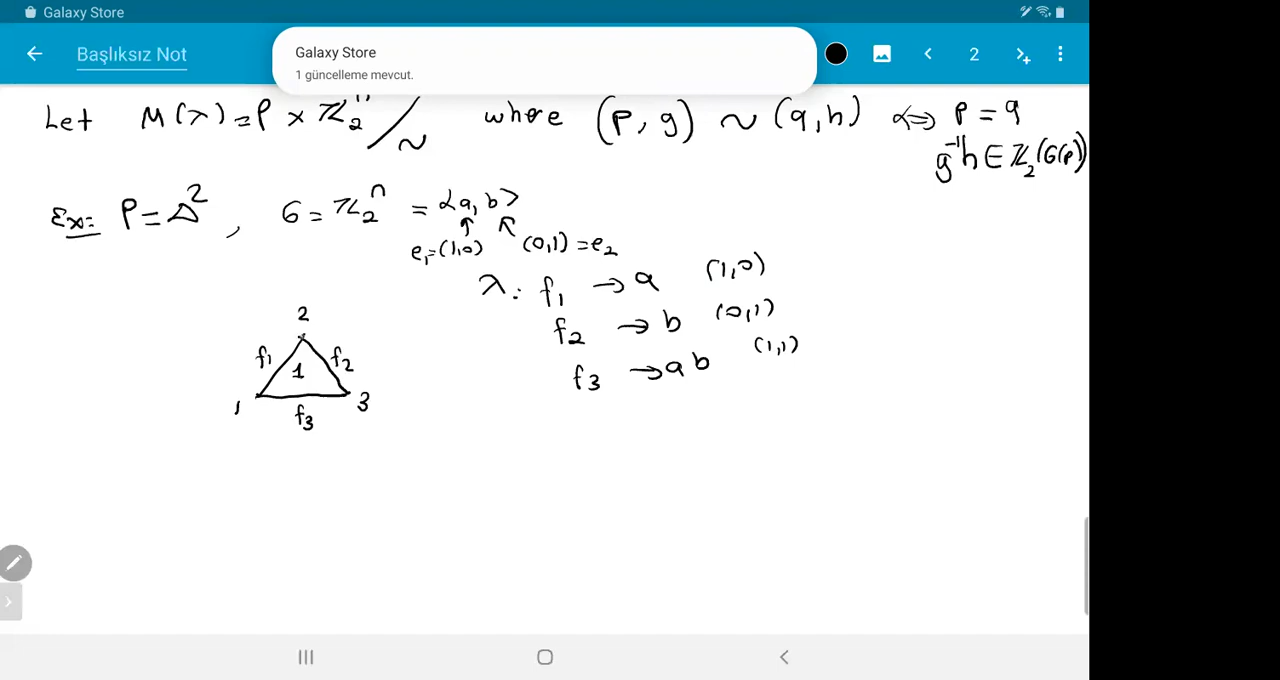 Galaxy Store
Başlıksız Not
Galaxy Store
1 güncelleme mevcut.
2
Let M(λ) = P × ℤ₂ⁿ/∼ where (p, g) ∼ (q, h) ⇔ p = q
g⁻¹h ∈ ℤ₂(G(p))
Ex: P = Δ², G = ℤ₂ⁿ = <a, b>
e₁=(1,0) (0,1) = e₂
λ: f₁ → a (1,0)
f₂ → b (0,1)
f₃ → ab (1,1)
2
f₁ 1 f₂
1 3
f₃